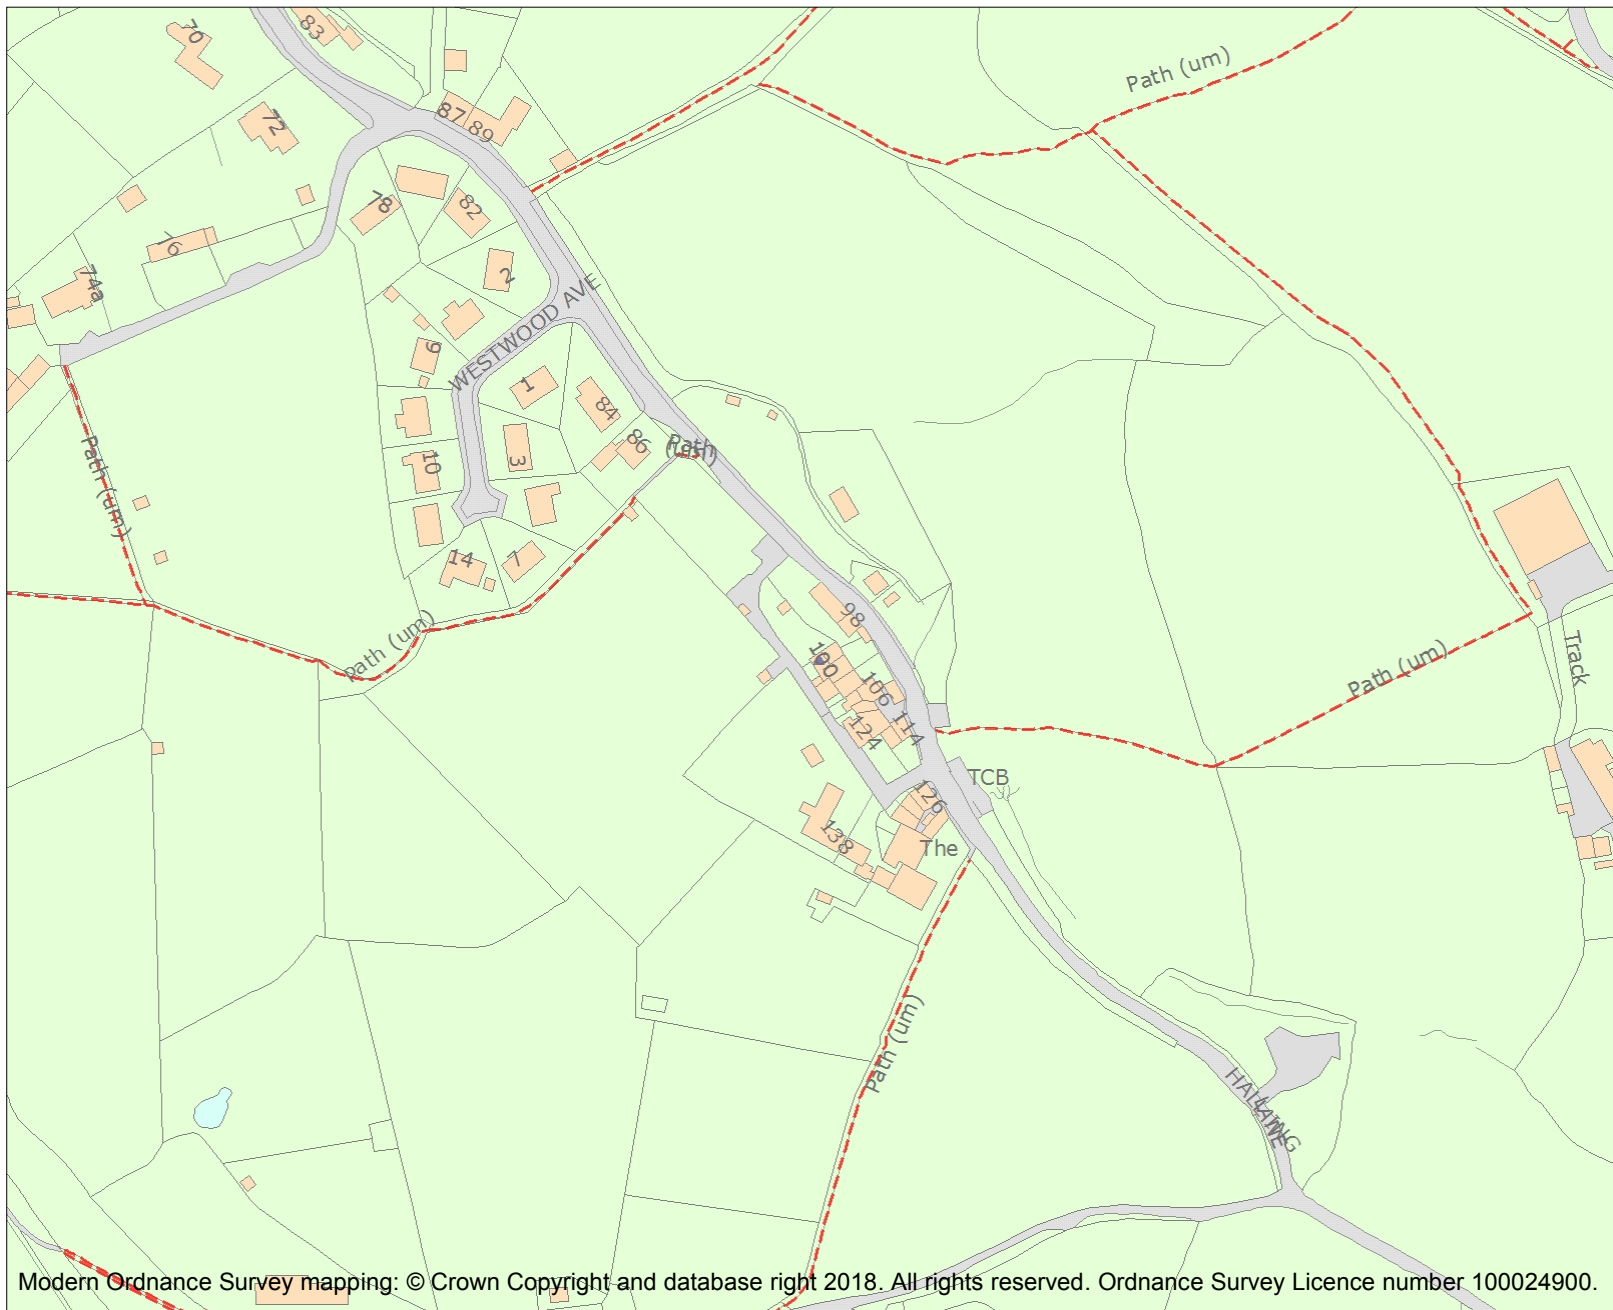 70
83
72
87
89
Path (um)
78
82
76
74a
2
WESTWOOD AVE
6
1
84
86
Path
(um)
3
10
Path (um)
14
7
98
Path (um)
100
106
114
124
Path (um)
Track
TCB
126
138
The
Path (um)
HALLING
LANE
Modern Ordnance Survey mapping: © Crown Copyright and database right 2018. All rights reserved. Ordnance Survey Licence number 100024900.